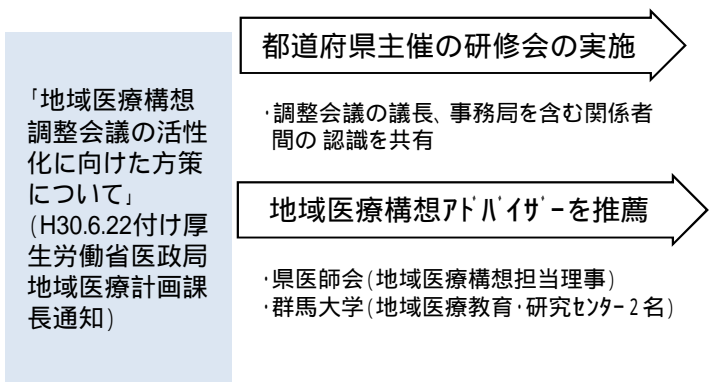 「地域医療構想
調整会議の活性
化に向けた方策
について」
(H30.6.22付け厚
生労働省医政局
地域医療計画課
長通知)
都道府県主催の研修会の実施
・調整会議の議長、事務局を含む関係者
間の 認識を共有
地域医療構想ｱﾄﾞﾊﾞｲｻﾞｰを推薦
・県医師会(地域医療構想担当理事)
・群馬大学(地域医療教育・研究ｾﾝﾀｰ2名)